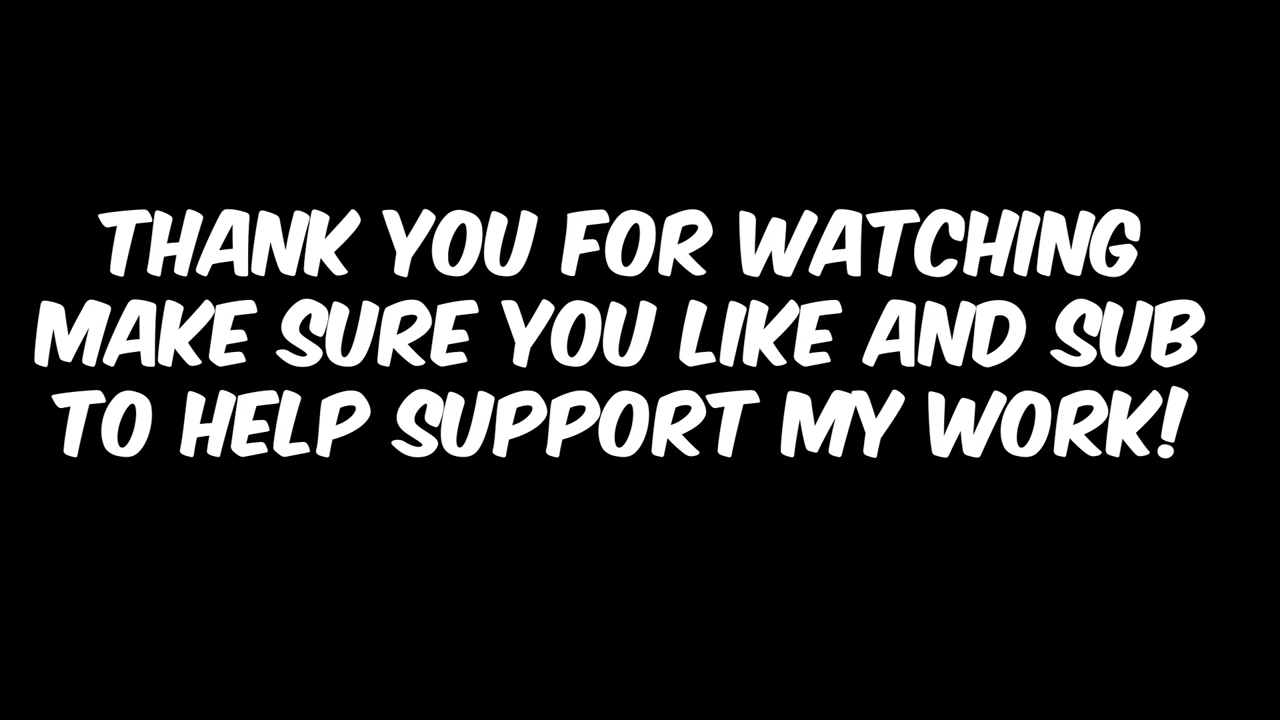 THANK YOU FOR WATCHING
MAKE SURE YOU LIKE AND SUB
TO HELP SUPPORT MY WORK!